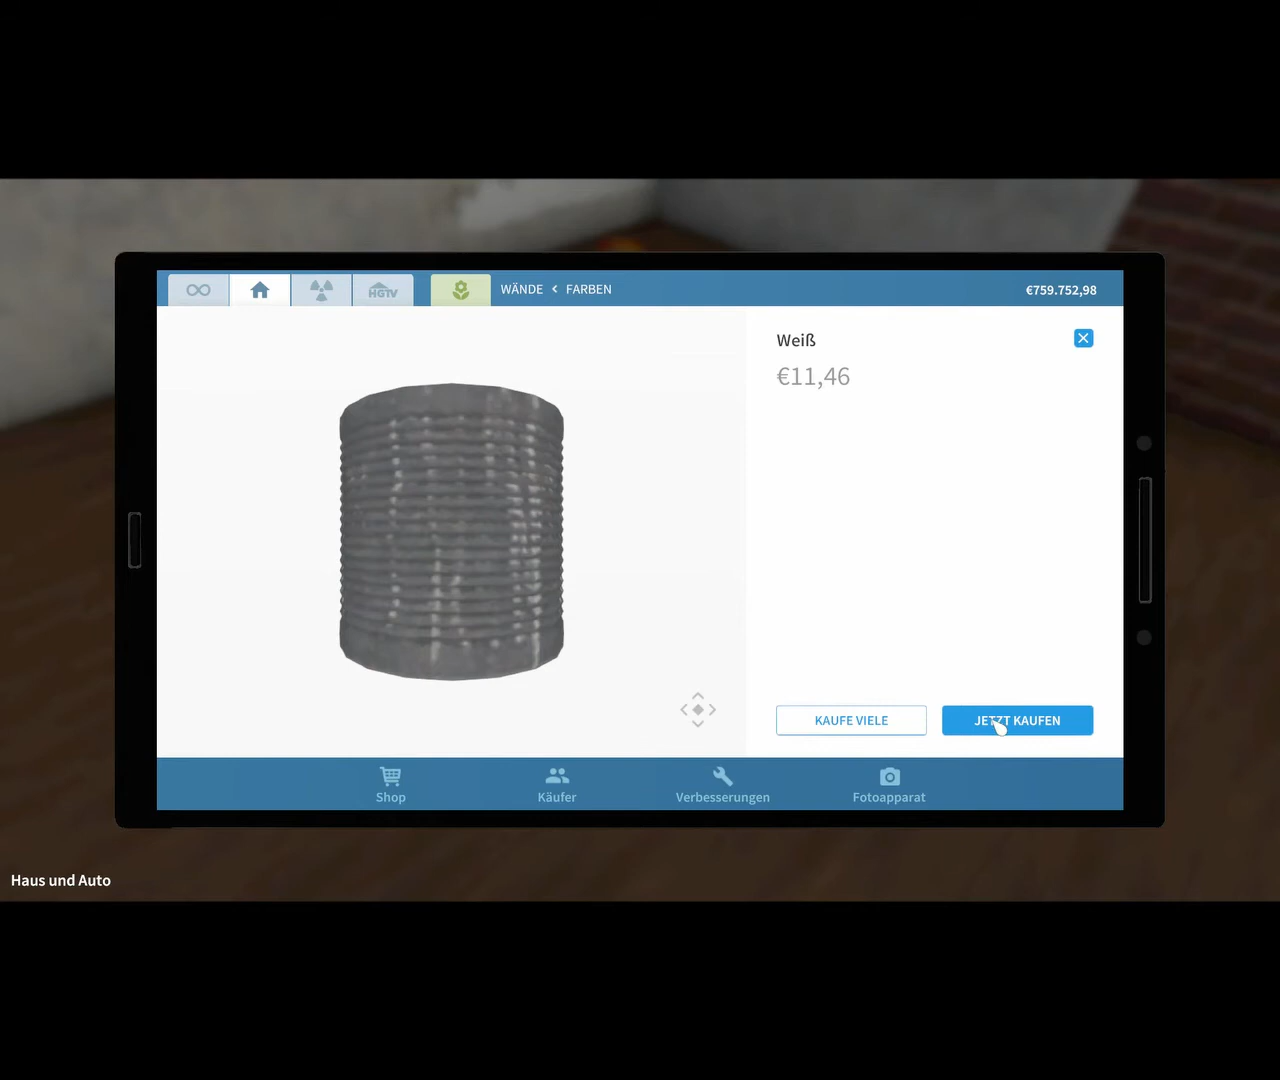 HGTV
WÄNDE < FARBEN
€759.752,98
Weiß
€11,46
KAUFE VIELE
JETZT KAUFEN
Shop
Käufer
Verbesserungen
Fotoapparat
Haus und Auto